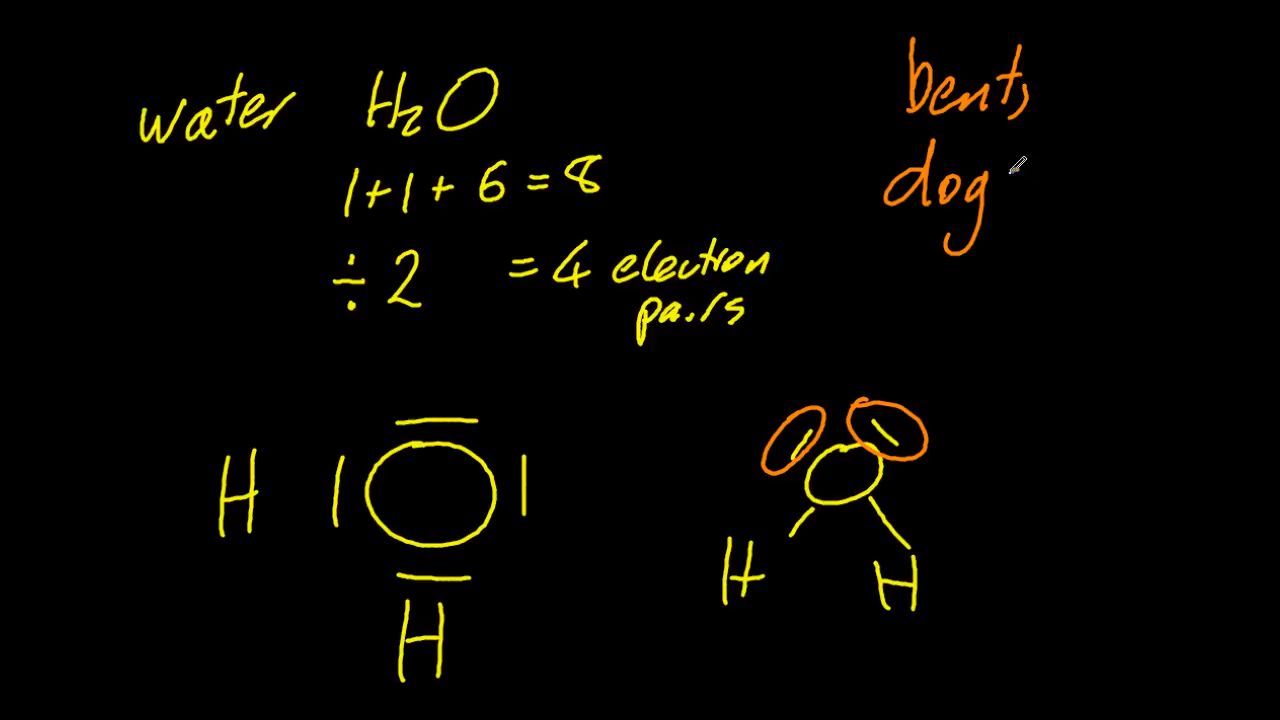 water H₂O
1+1+6=8
÷2 =4 electron
pairs
bent,
dog
H
H
H
H